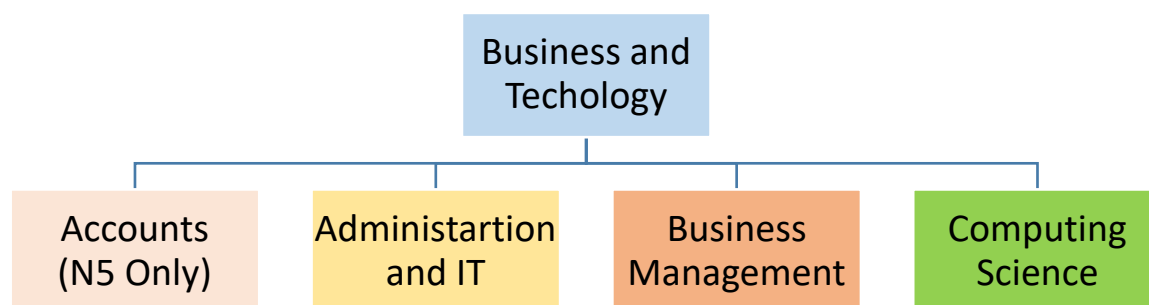 Business and
Techology
Accounts
(N5 Only)
Administartion
and IT
Business
Management
Computing
Science